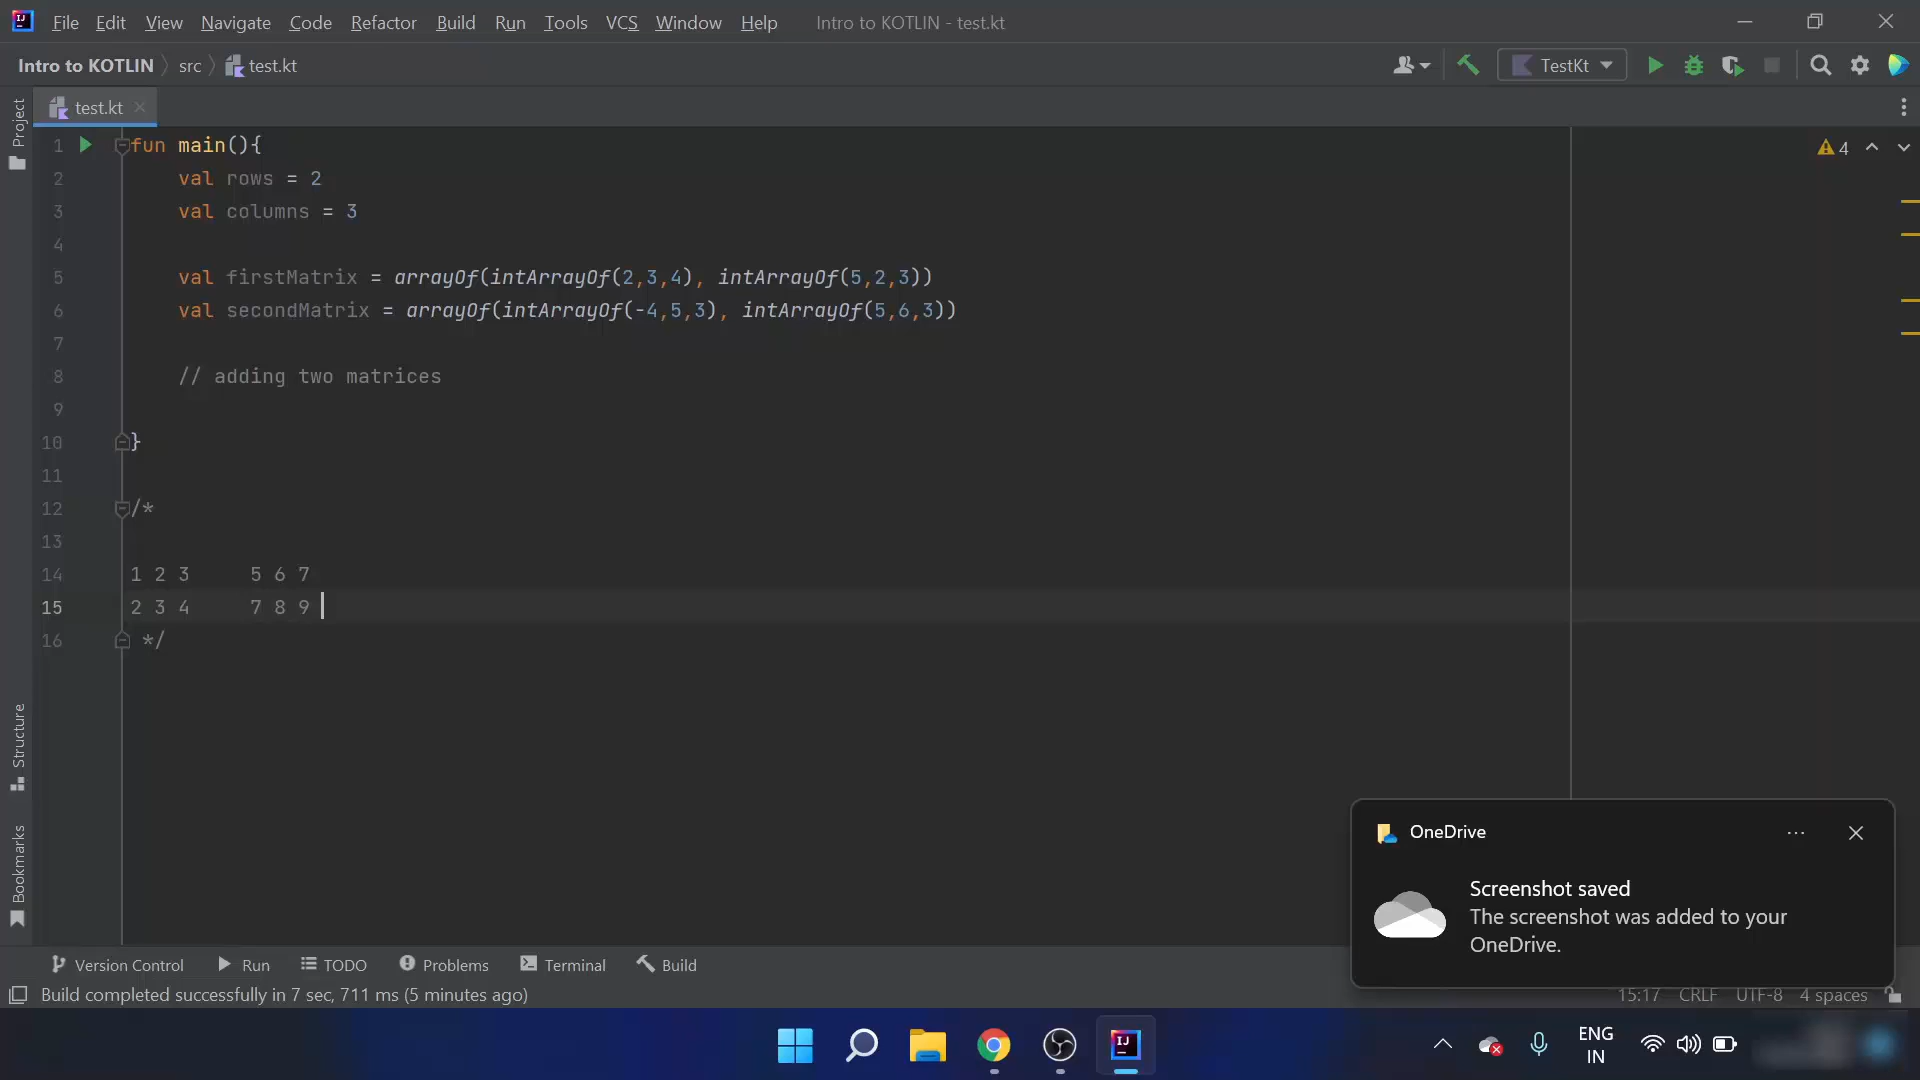 File Edit View Navigate Code Refactor Build Run Tools VCS Window Help Intro to KOTLIN - test.kt
Intro to KOTLIN src test.kt TestKt
Project
test.kt
1 fun main(){
4
2 val rows = 2
3 val columns = 3
4
5 val firstMatrix = arrayOf(intArrayOf(2,3,4), intArrayOf(5,2,3))
6 val secondMatrix = arrayOf(intArrayOf(-4,5,3), intArrayOf(5,6,3))
7
8 // adding two matrices
9
10 }
11
12 /*
13
14 1 2 3 5 6 7
15 2 3 4 7 8 9
16 */
Structure
Bookmarks
OneDrive
Screenshot saved
The screenshot was added to your
OneDrive.
Version Control Run TODO Problems Terminal Build
Build completed successfully in 7 sec, 711 ms (5 minutes ago) 15:17 CRLF UTF-8 4 spaces
ENG
IN